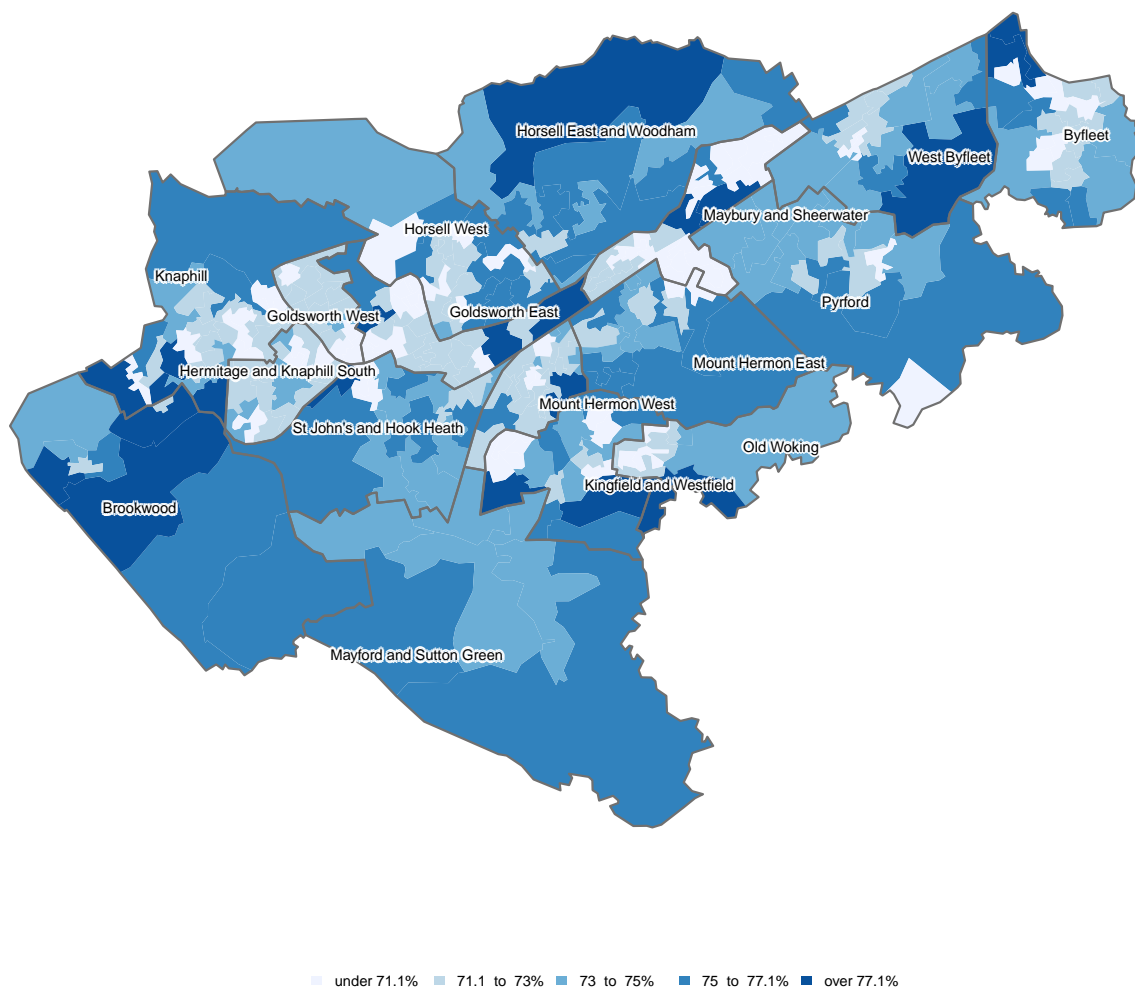 Horsell East and Woodham
Byfleet
West Byfleet
Maybury and Sheerwater
Horsell West
Knaphill
Pyrford
Goldsworth East
Goldsworth West
Mount Hermon East
Hermitage and Knaphill South
Mount Hermon West
St John's and Hook Heath
Old Woking
Kingfield and Westfield
Brookwood
Mayford and Sutton Green
under 71.1% 71.1 to 73% 73 to 75% 75 to 77.1% over 77.1%